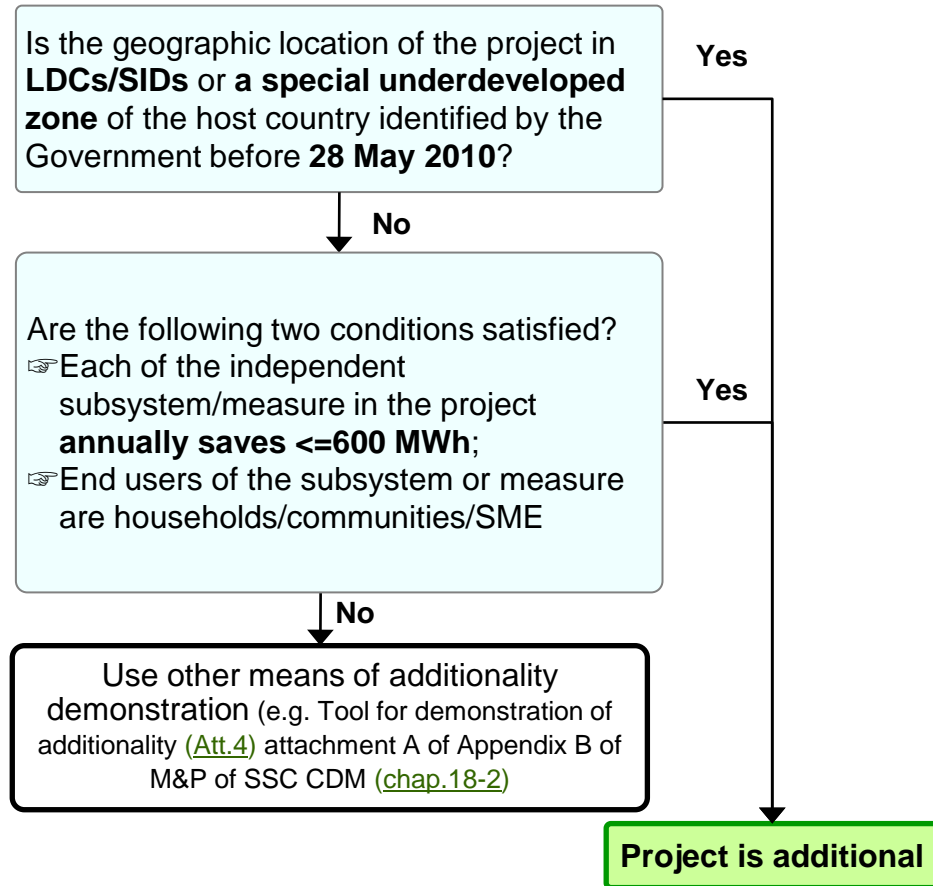 Is the geographic location of the project in
LDCs/SIDs or a special underdeveloped
zone of the host country identified by the
Government before 28 May 2010?
Yes
No
Are the following two conditions satisfied?
☞Each of the independent
subsystem/measure in the project
annually saves <=600 MWh;
☞End users of the subsystem or measure
are households/communities/SME
Yes
No
Use other means of additionality
demonstration (e.g. Tool for demonstration of
additionality (Att.4) attachment A of Appendix B of
M&P of SSC CDM (chap.18-2)
Project is additional